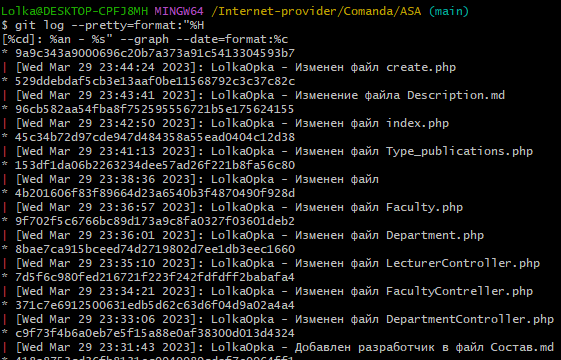 Lolka@DESKTOP-CPFJ8MH MINGW64 /Internet-provider/Comanda/ASA (main)
$ git log --pretty=format:"%H
[%cd]: %an - %s" --graph --date=format:%c
* 9a9c343a9000696c20b7a373a91c5413304593b7
| [Wed Mar 29 23:44:24 2023]: LolkaOpka - Изменен файл create.php
* 529ddebdaf5cb3e13aaf0be11568792c3c37c82c
| [Wed Mar 29 23:43:41 2023]: LolkaOpka - Изменение файла Description.md
* 96cb582aa54fba8f752595556721b5e175624155
| [Wed Mar 29 23:42:50 2023]: LolkaOpka - Изменен файл index.php
* 45c34b72d97cde947d484358a55ead0404c12d38
| [Wed Mar 29 23:41:13 2023]: LolkaOpka - Изменен файл Type_publications.php
* 153df1da06b2263234dee57ad26f221b8fa56c80
| [Wed Mar 29 23:38:36 2023]: LolkaOpka - Изменен файл
* 4b201606f83f89664d23a6540b3f4870490f928d
| [Wed Mar 29 23:36:57 2023]: LolkaOpka - Изменен файл Faculty.php
* 9f702f5c6766bc89d173a9c8fa0327f03601deb2
| [Wed Mar 29 23:36:01 2023]: LolkaOpka - Изменен файл Department.php
* 8bae7ca915bceed74d2719802d7ee1db3eec1660
| [Wed Mar 29 23:35:10 2023]: LolkaOpka - Изменен файл LecturerController.php
* 7d5f6c980fed216721f223f242fdfdff2babafa4
| [Wed Mar 29 23:34:21 2023]: LolkaOpka - Изменен файл FacultyContreller.php
* 371c7e6912500631edb5d62c63d6f04d9a02a4a4
| [Wed Mar 29 23:33:06 2023]: LolkaOpka - Изменен файл DepartmentController.php
* c9f73f4b6a0eb7e5f15a88e0af38300d013d4324
| [Wed Mar 29 23:31:43 2023]: LolkaOpka - Добавлен разработчик в файл Состав.md